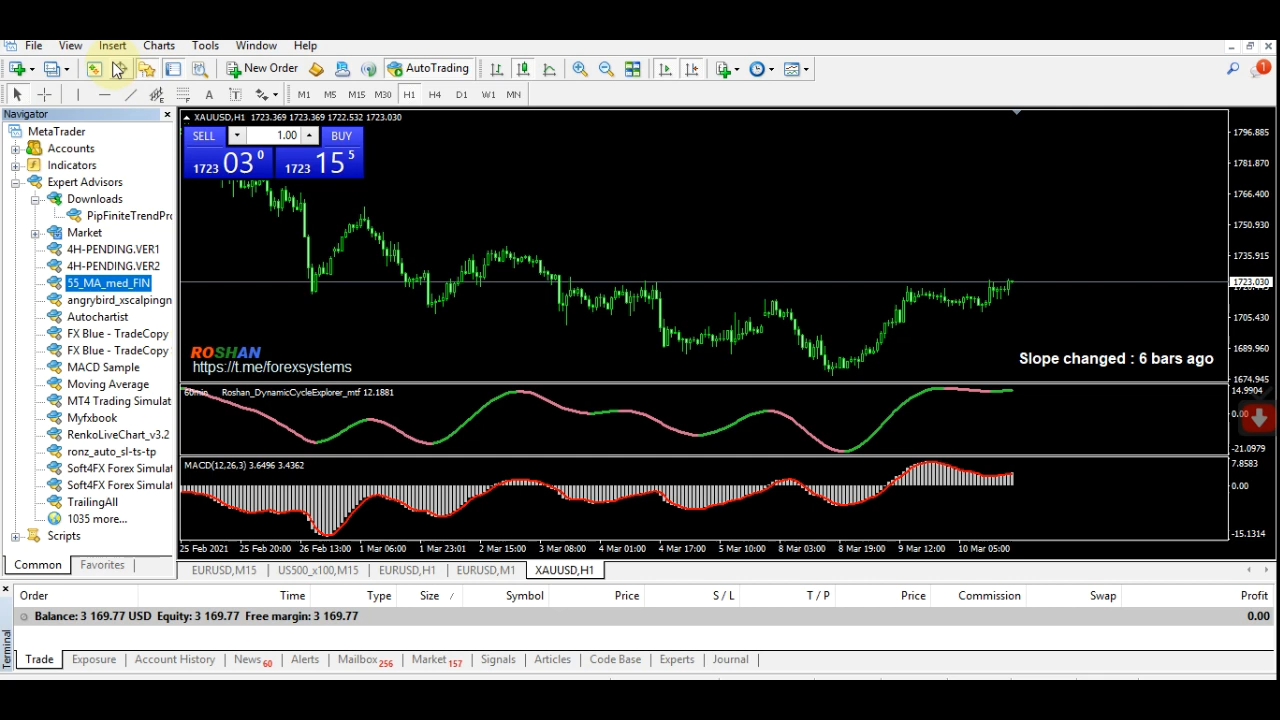 File View Insert Charts Tools Window Help
New Order AutoTrading
A T M1 M5 M15 M30 H1 H4 D1 W1 MN
1
Navigator
MetaTrader
Accounts
Indicators
Expert Advisors
Downloads
PipFiniteTrendPro
Market
4H-PENDING.VER1
4H-PENDING.VER2
55_MA_med_FIN
angrybird_xscalpingn
Autochartist
FX Blue - TradeCopy
FX Blue - TradeCopy
MACD Sample
Moving Average
MT4 Trading Simulat
Myfxbook
RenkoLiveChart_v3.2
ronz_auto_sl-ts-tp
Soft4FX Forex Simulat
Soft4FX Forex Simulat
TrailingAll
1035 more...
Scripts
Common Favorites
XAUUSD,H1 1723.369 1723.369 1722.532 1723.030
SELL 1.00 BUY
1723 03 0 1723 15 5
1796.885
1781.870
1766.400
1750.930
1735.915
1723.030
1705.430
1689.960
1674.945
ROSHAN
https://t.me/forexsystems
Slope changed : 6 bars ago
60min Roshan_DynamicCycleExplorer_mtf 12.1881
14.9904
0.00
-21.0979
MACD(12,26,3) 3.6496 3.4362
7.8583
0.00
-15.1314
25 Feb 2021 25 Feb 20:00 26 Feb 13:00 1 Mar 06:00 1 Mar 23:01 2 Mar 15:00 3 Mar 08:00 4 Mar 01:00 4 Mar 17:00 5 Mar 10:00 8 Mar 03:00 8 Mar 19:00 9 Mar 12:00 10 Mar 05:00
EURUSD,M15 US500_x100,M15 EURUSD,H1 EURUSD,M1 XAUUSD,H1
Order Time Type Size Symbol Price S / L T / P Price Commission Swap Profit
Balance: 3 169.77 USD Equity: 3 169.77 Free margin: 3 169.77 0.00
Terminal
Trade Exposure Account History News 60 Alerts Mailbox 256 Market 157 Signals Articles Code Base Experts Journal